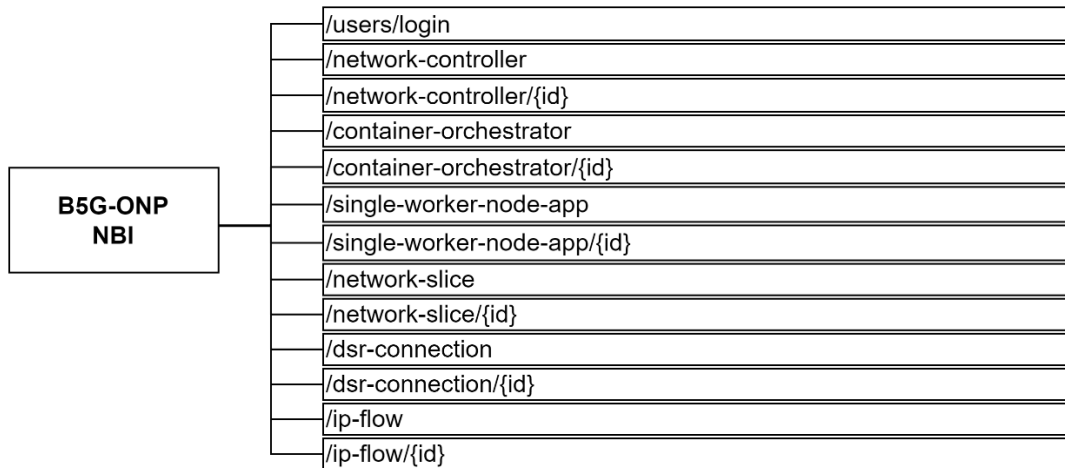 B5G-ONP
NBI
/users/login
/network-controller
/network-controller/{id}
/container-orchestrator
/container-orchestrator/{id}
/single-worker-node-app
/single-worker-node-app/{id}
/network-slice
/network-slice/{id}
/dsr-connection
/dsr-connection/{id}
/ip-flow
/ip-flow/{id}